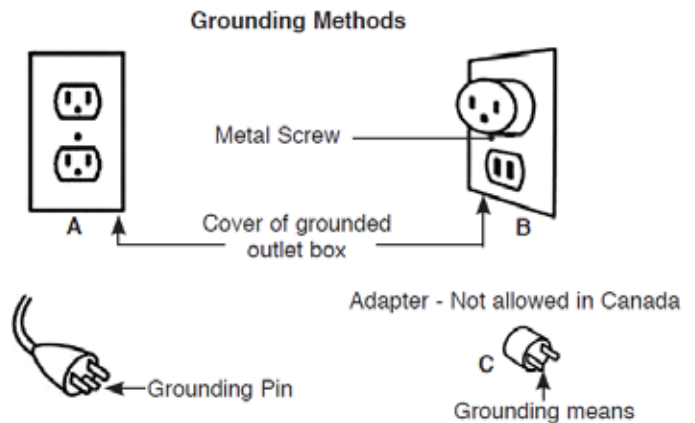 Grounding Methods
Metal Screw
A
Cover of grounded
outlet box
B
Adapter - Not allowed in Canada
Grounding Pin
C
Grounding means